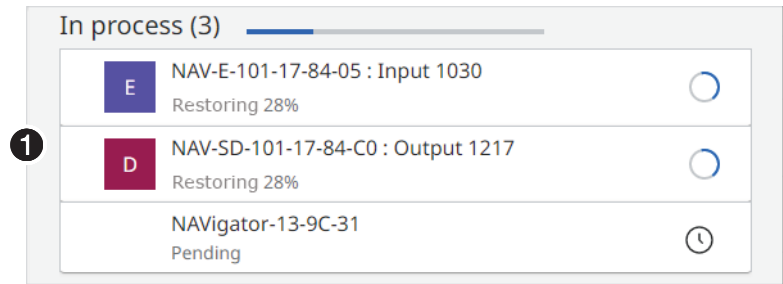 In process (3)
E
NAV-E-101-17-84-05 : Input 1030
Restoring 28%
1
D
NAV-SD-101-17-84-C0 : Output 1217
Restoring 28%
NAVigator-13-9C-31
Pending